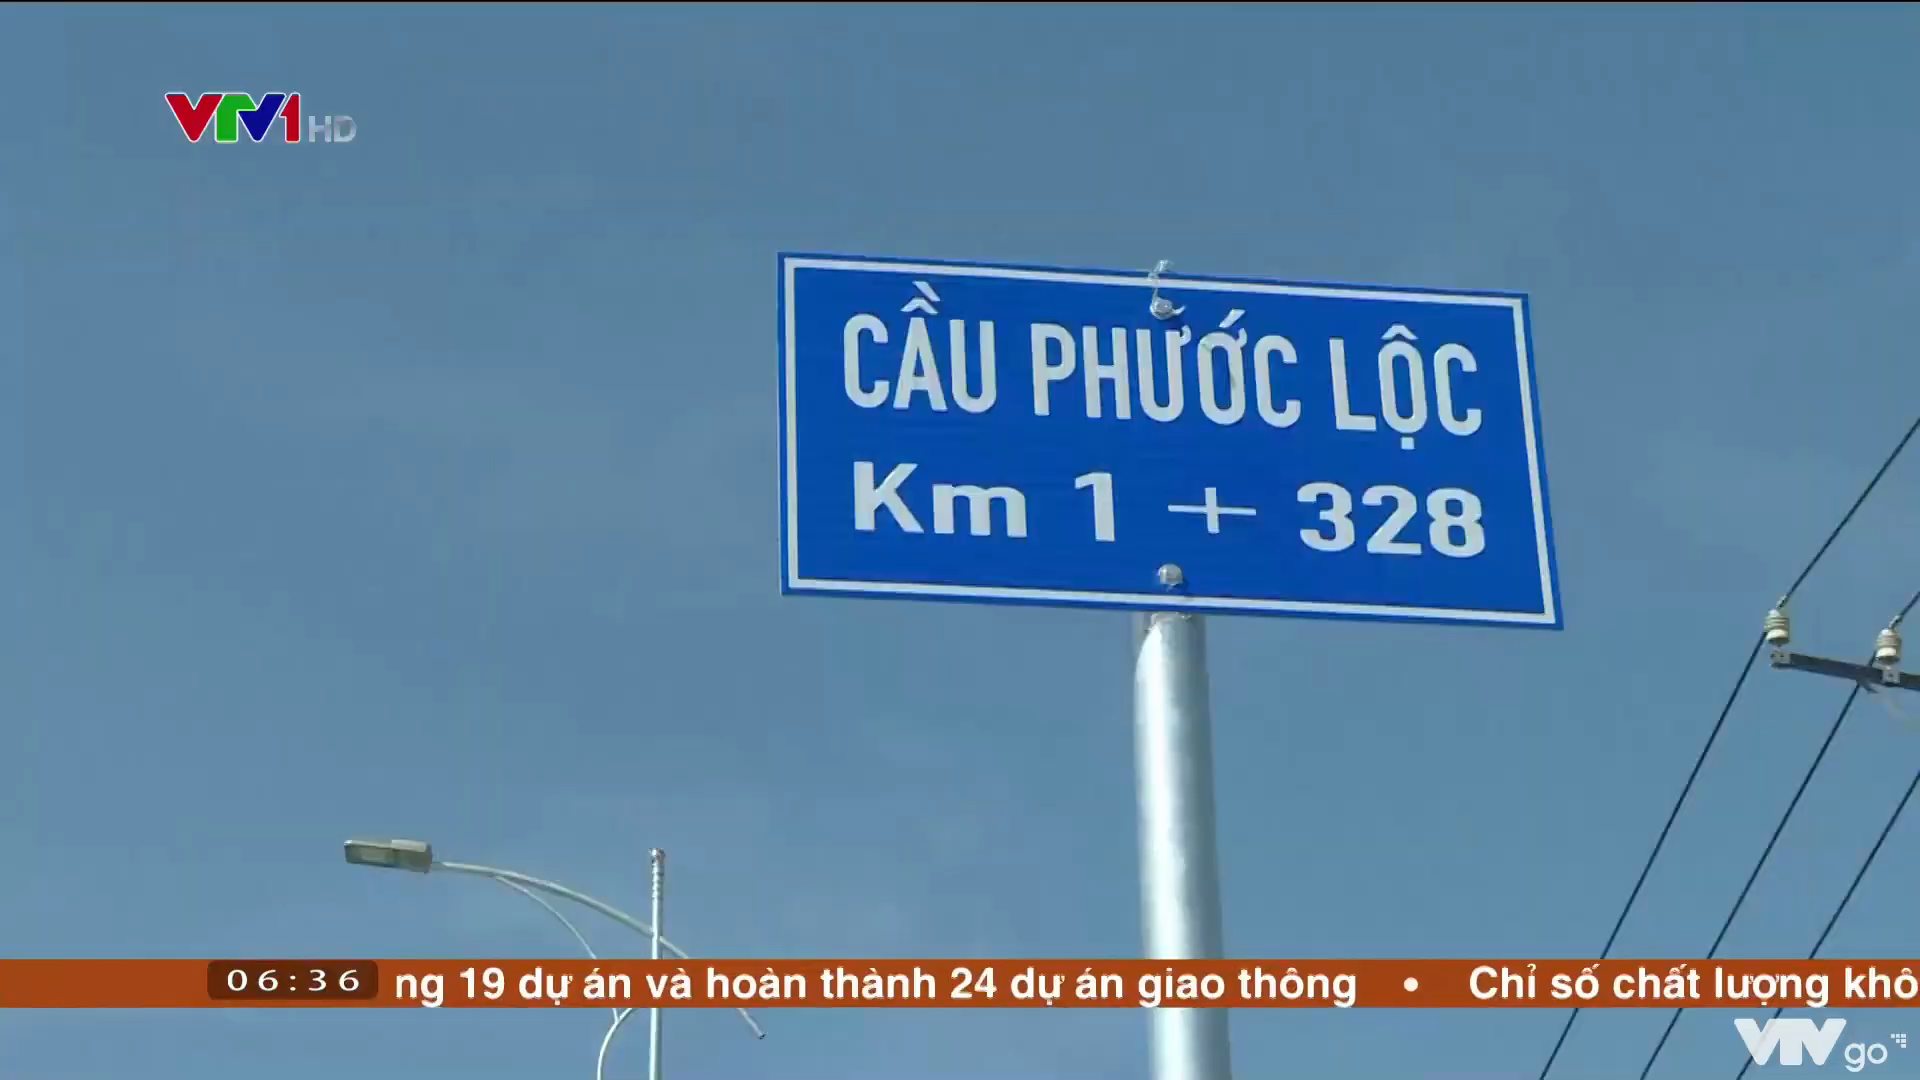 VTV1 HD
CẦU PHƯỚC LỘC
Km 1 + 328
06:36 ng 19 dự án và hoàn thành 24 dự án giao thông • Chỉ số chất lượng khô
VTV go